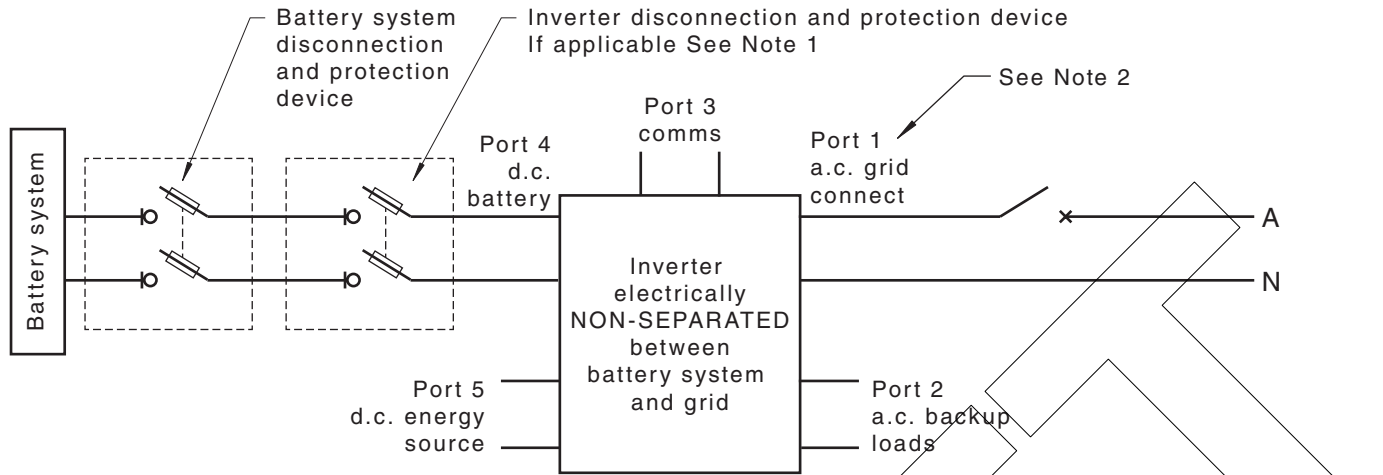 Battery system
disconnection
and protection
device
Inverter disconnection and protection device
If applicable See Note 1
See Note 2
Port 3
comms
Port 4
d.c.
battery
Port 1
a.c. grid
connect
Battery system
A
N
Inverter
electrically
NON-SEPARATED
between
battery system
and grid
Port 5
d.c. energy
source
Port 2
a.c. backup
loads